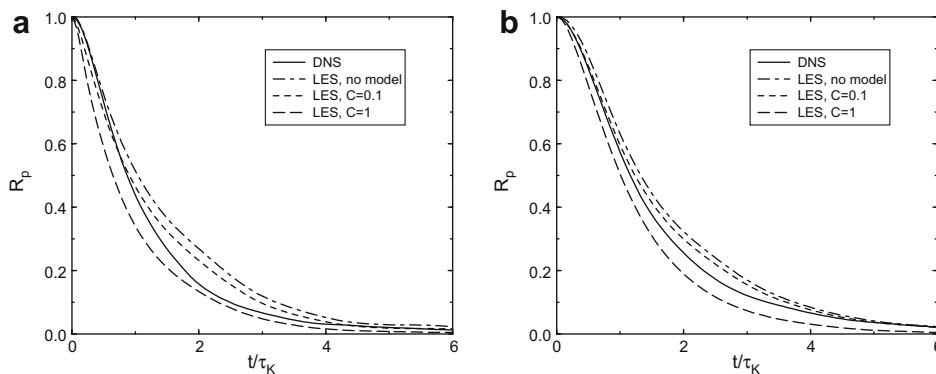 a
1.0
0.8
0.6
0.4
0.2
0.0
R_p
DNS
LES, no model
LES, C=0.1
LES, C=1
0 2 4 6
t/τ_K
b
1.0
0.8
0.6
0.4
0.2
0.0
R_p
DNS
LES, no model
LES, C=0.1
LES, C=1
0 2 4 6
t/τ_K